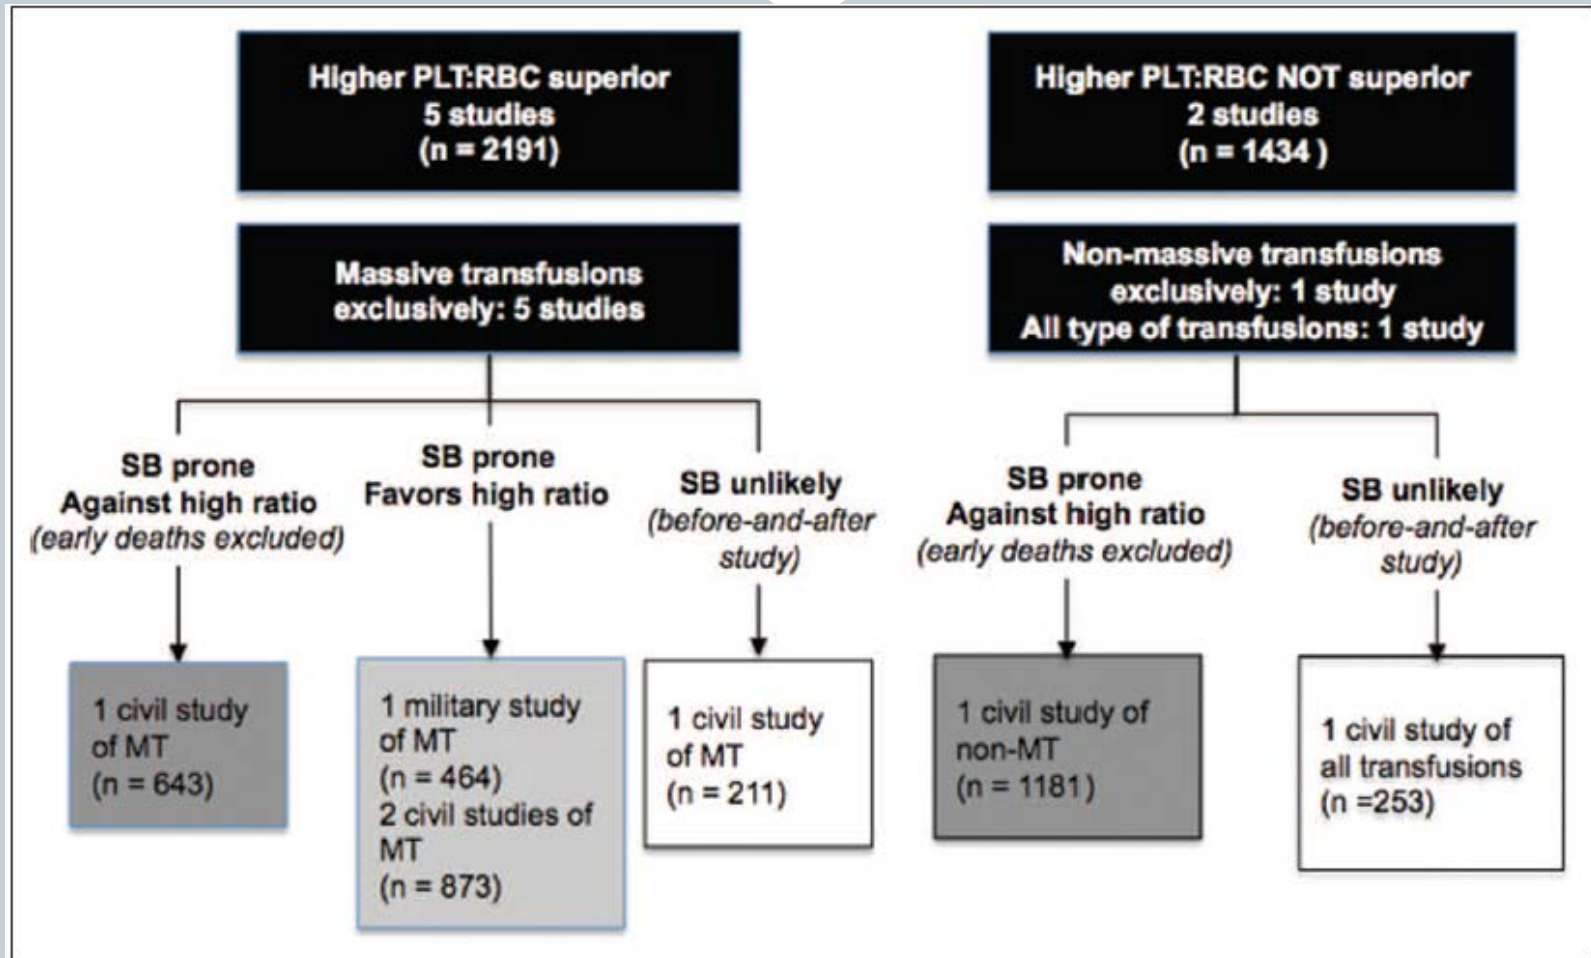 Higher PLT:RBC superior
5 studies
(n = 2191)
Higher PLT:RBC NOT superior
2 studies
(n = 1434 )
Massive transfusions
exclusively: 5 studies
Non-massive transfusions
exclusively: 1 study
All type of transfusions: 1 study
SB prone
Against high ratio
(early deaths excluded)
SB prone
Favors high ratio
SB unlikely
(before-and-after
study)
SB prone
Against high ratio
(early deaths excluded)
SB unlikely
(before-and-after
study)
1 civil study
of MT
(n = 643)
1 military study
of MT
(n = 464)
2 civil studies of
MT
(n = 873)
1 civil study
of MT
(n = 211)
1 civil study of
non-MT
(n = 1181)
1 civil study of
all transfusions
(n =253)